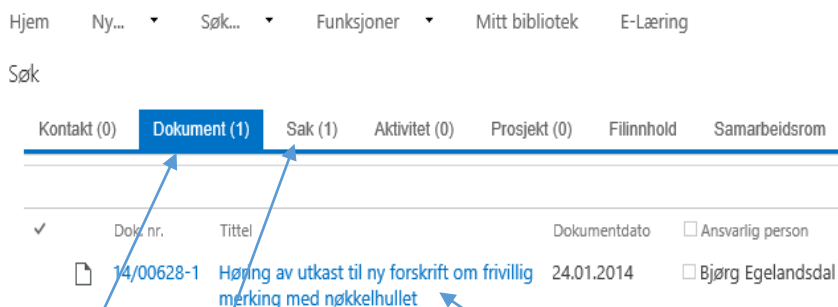 Hjem Ny... Søk... Funksjoner Mitt bibliotek E-Læring
Søk
Kontakt (0) Dokument (1) Sak (1) Aktivitet (0) Prosjekt (0) Filinnhold Samarbeidsrom
Dok. nr. Tittel Dokumentdato Ansvarlig person
14/00628-1 Høring av utkast til ny forskrift om frivillig 24.01.2014 Bjørg Egelandsdal
merking med nøkkelhullet